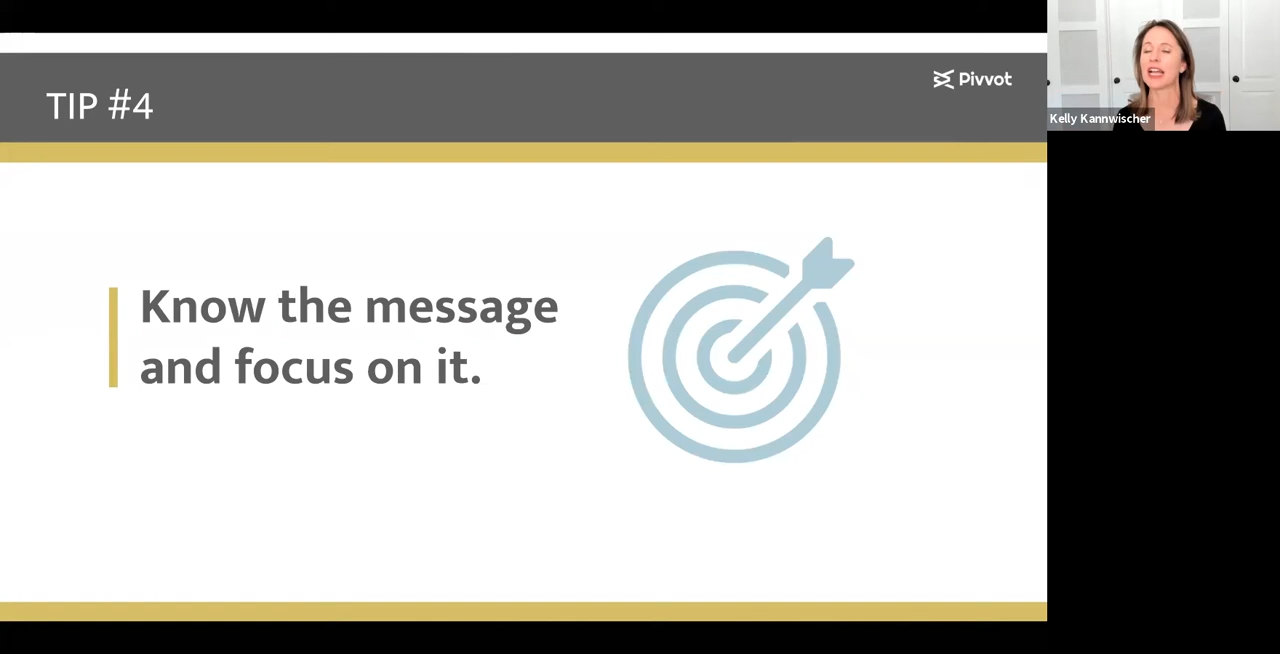 TIP #4
Pivvot
Kelly Kannwischer
Know the message
and focus on it.